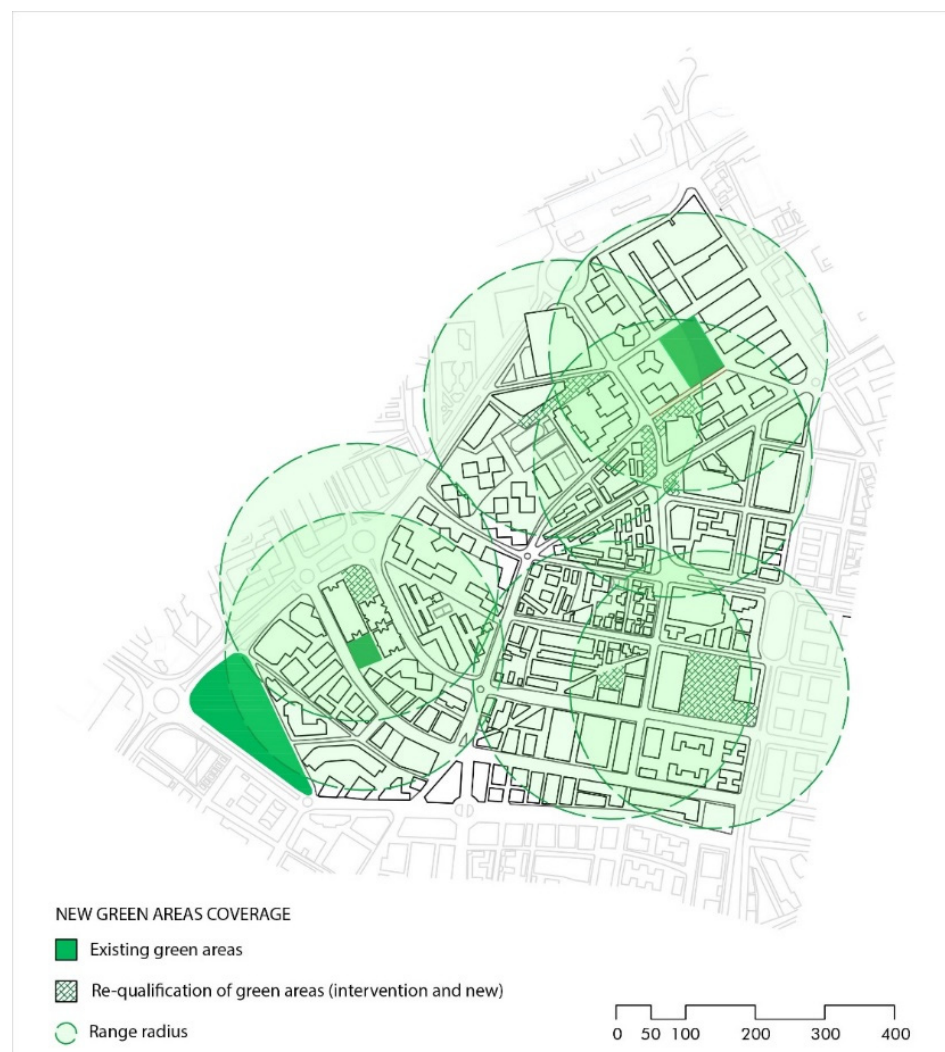 NEW GREEN AREAS COVERAGE
Existing green areas
Re-qualification of green areas (intervention and new)
Range radius
0 50 100 200 300 400